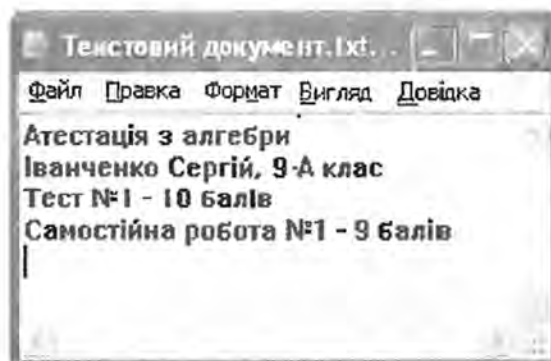 Текстовий документ.txt...
Файл Правка Формат Вигляд Довідка
Атестація з алгебри
Іванченко Сергій, 9-А клас
Тест №1 - 10 балів
Самостійна робота №1 - 9 балів